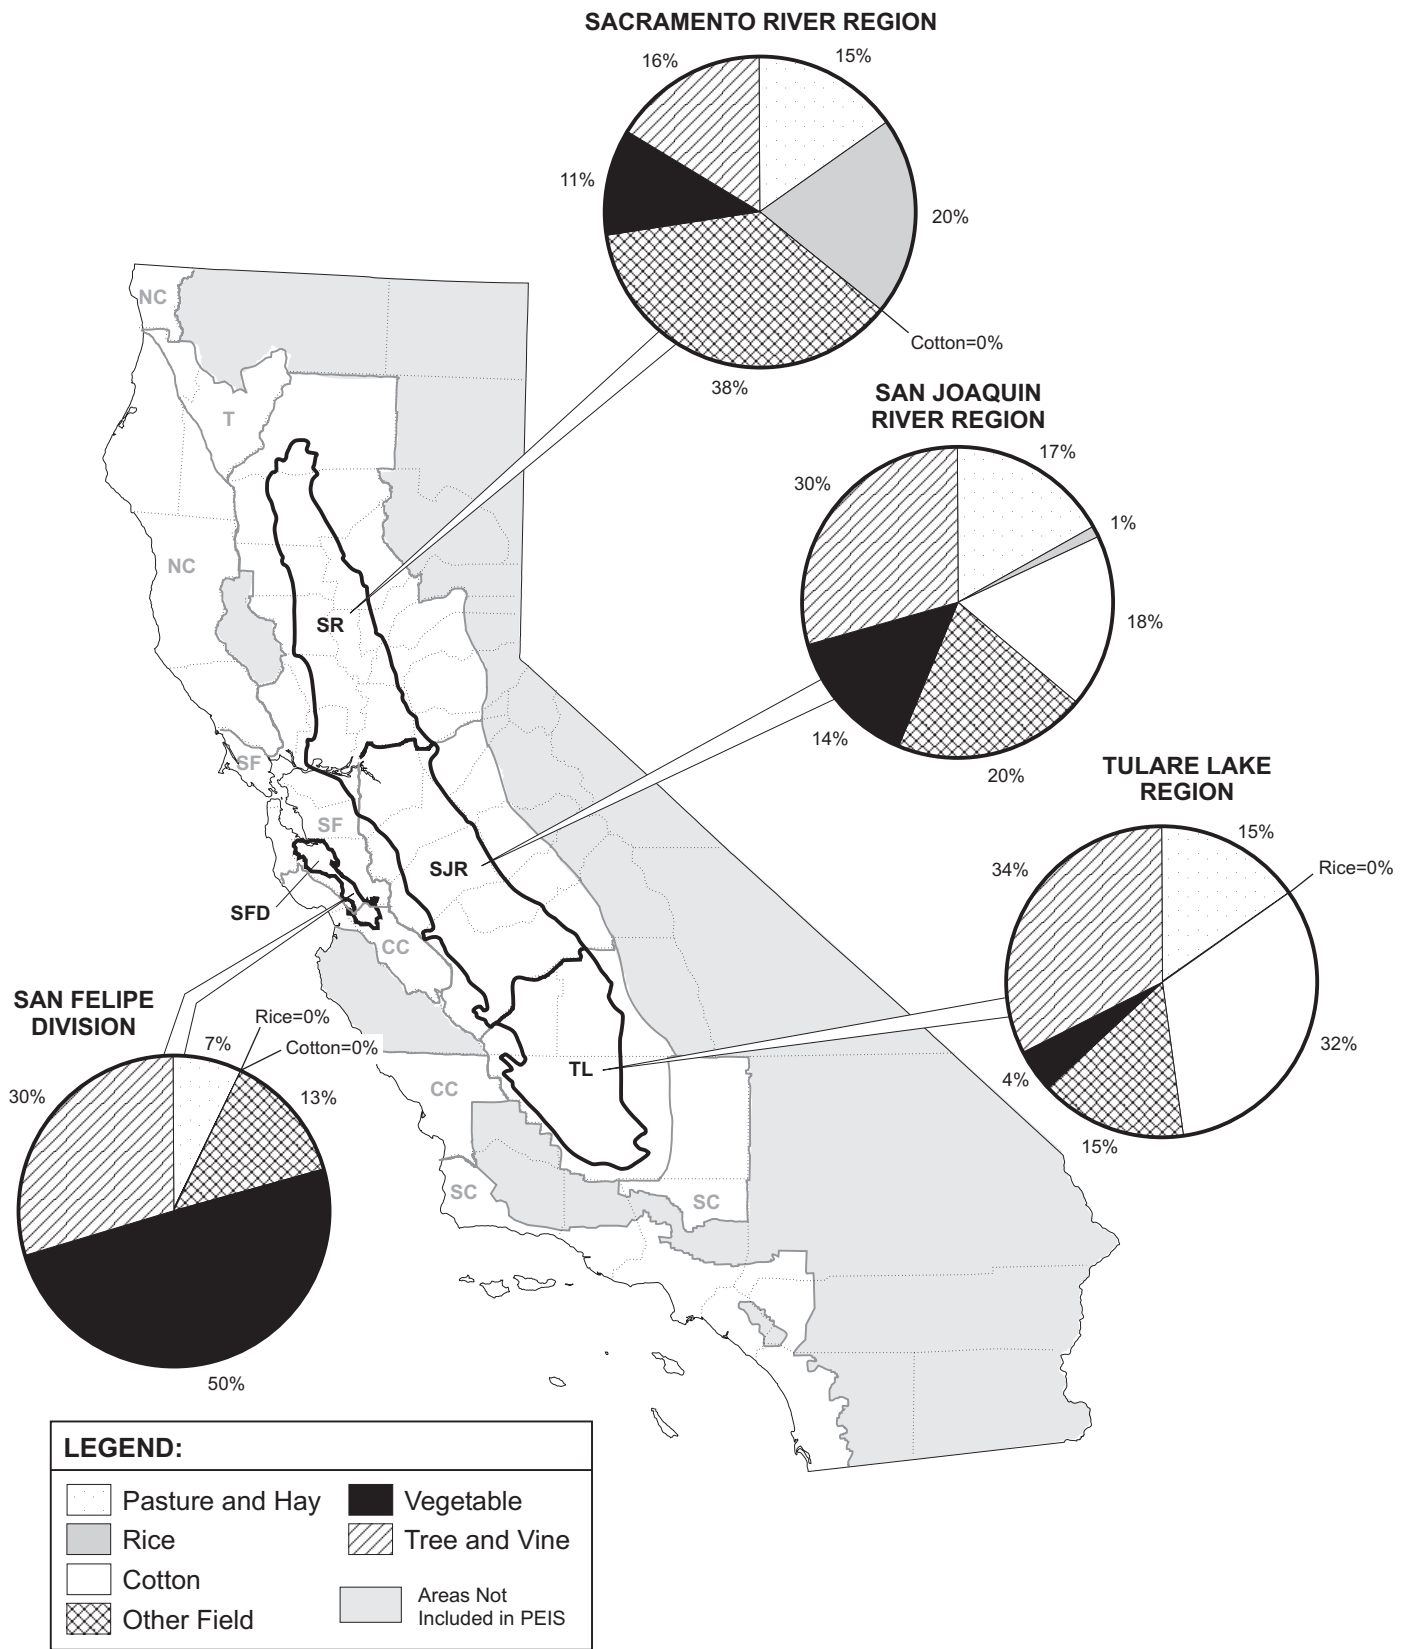 SACRAMENTO RIVER REGION
16%
15%
11%
20%
Cotton=0%
38%
SAN JOAQUIN
RIVER REGION
17%
30%
1%
18%
14%
20%
TULARE LAKE
REGION
15%
34%
Rice=0%
32%
4%
15%
NC
T
NC
SR
SF
SF
SJR
SFD
CC
TL
CC
SC
SC
SAN FELIPE
DIVISION
Rice=0%
7%
Cotton=0%
30%
13%
50%
LEGEND:
Pasture and Hay
Rice
Cotton
Other Field
Vegetable
Tree and Vine
Areas Not
Included in PEIS